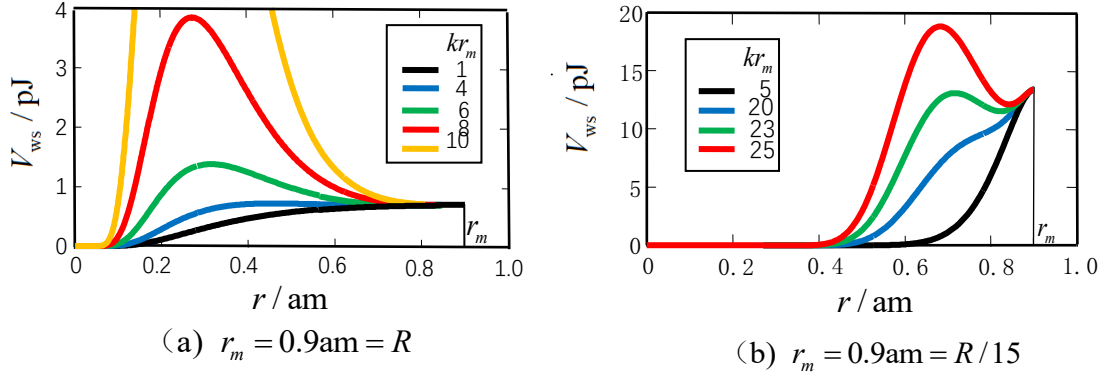 4
3
2
1
0
V_ws / pJ
kr_m
1
4
6
8
10
r_m
0 0.2 0.4 0.6 0.8 1.0
r / am
（a) r_m = 0.9am = R
20
15
10
5
0
V_ws / pJ
kr_m
5
20
23
25
r_m
0 0.2 0.4 0.6 0.8 1.0
r / am
（b) r_m = 0.9am = R/15